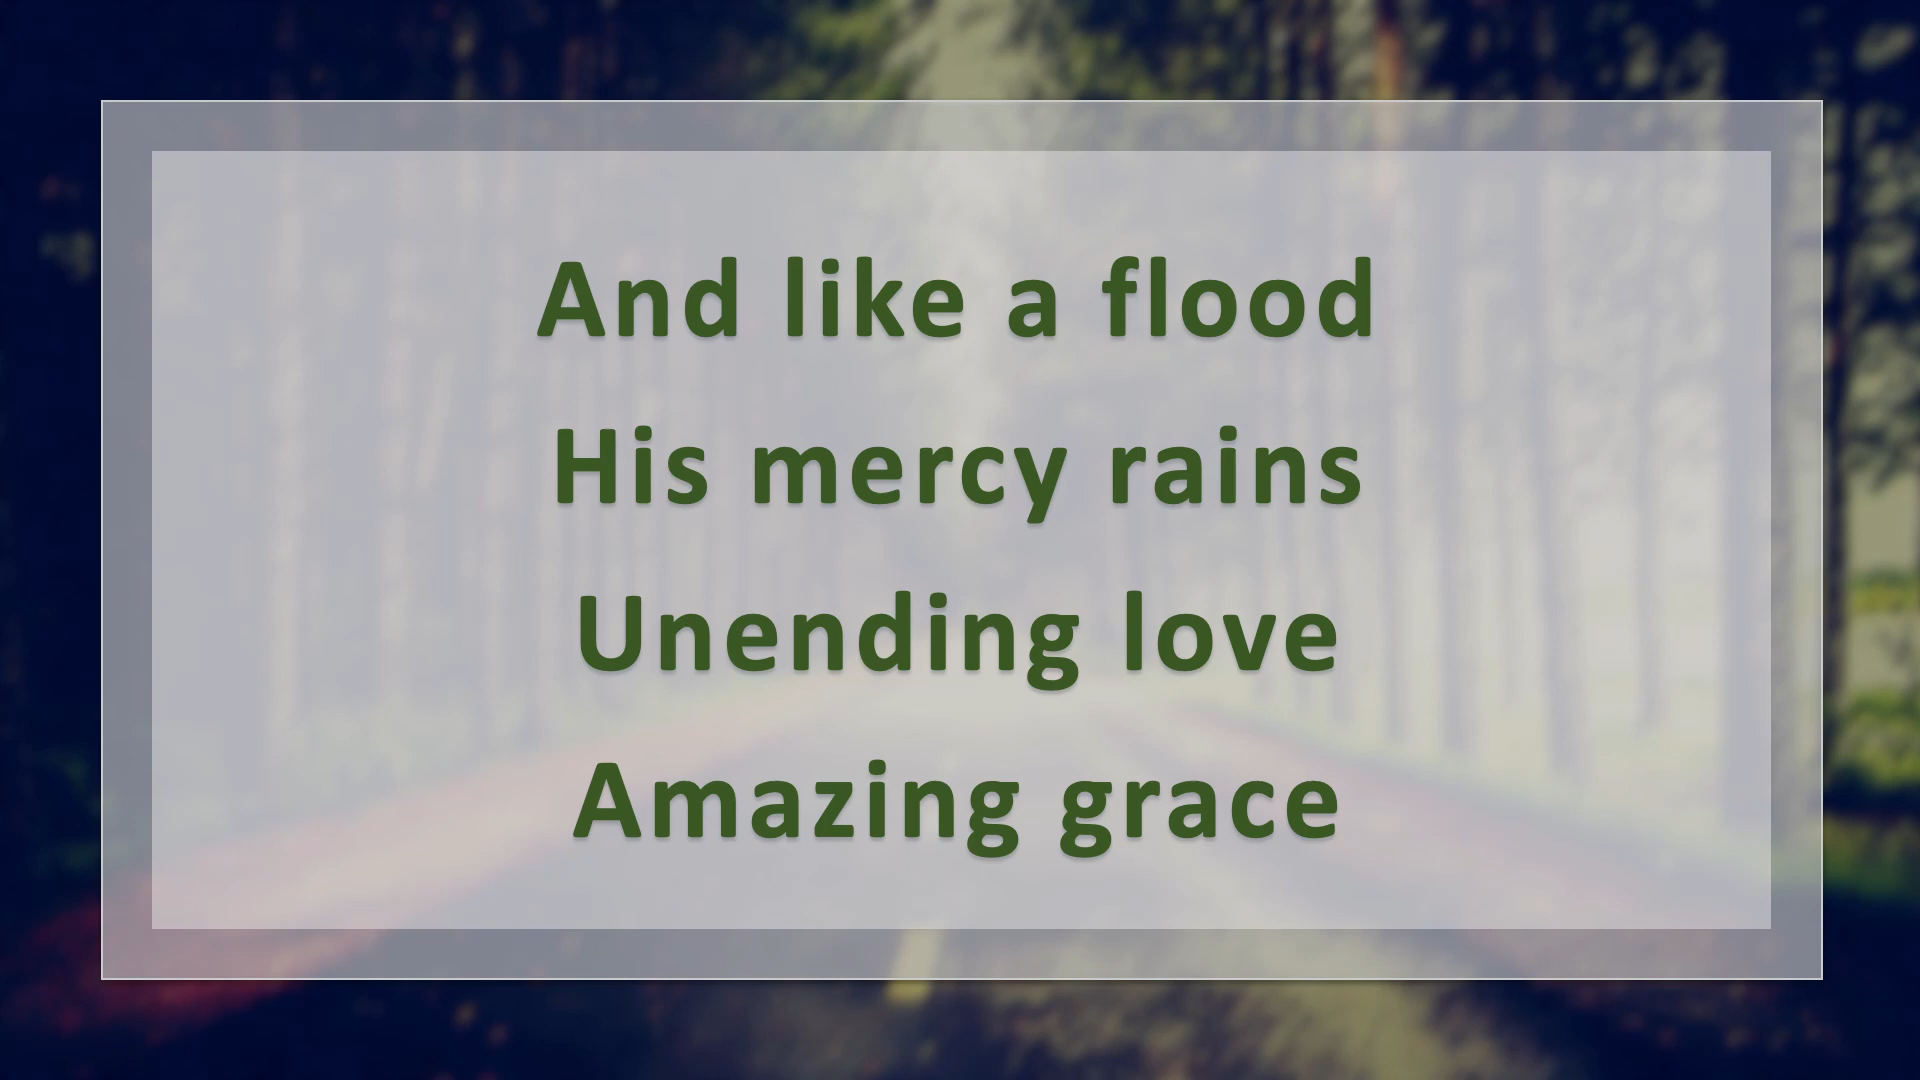 And like a flood
His mercy rains
Unending love
Amazing grace